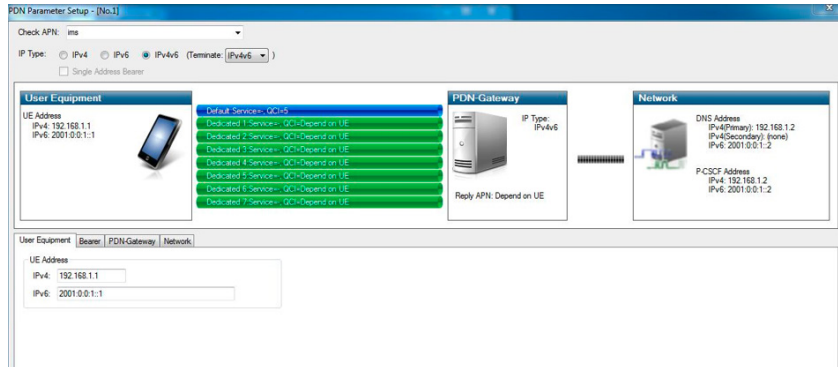 PDN Parameter Setup - [No.1]
Check APN: ims
IP Type: IPv4 IPv6 IPv4v6 (Terminate: IPv4v6 )
Single Address Bearer
User Equipment
UE Address
IPv4: 192.168.1.1
IPv6: 2001:0:0:1::1
Default Service=-, QCI=5
Dedicated 1 Service=-, QCI=Depend on UE
Dedicated 2 Service=-, QCI=Depend on UE
Dedicated 3 Service=-, QCI=Depend on UE
Dedicated 4 Service=-, QCI=Depend on UE
Dedicated 5 Service=-, QCI=Depend on UE
Dedicated 6 Service=-, QCI=Depend on UE
Dedicated 7 Service=-, QCI=Depend on UE
PDN-Gateway
IP Type:
IPv4v6
Reply APN: Depend on UE
Network
DNS Address
IPv4(Primary): 192.168.1.2
IPv4(Secondary): (none)
IPv6: 2001:0:0:1::2
P-CSCF Address
IPv4: 192.168.1.2
IPv6: 2001:0:0:1::2
User Equipment Bearer PDN-Gateway Network
UE Address
IPv4: 192.168.1.1
IPv6: 2001:0:0:1::1